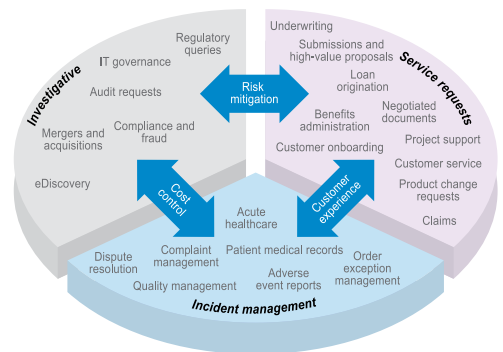 Investigative
Regulatory
queries
IT governance
Audit requests
Mergers and
acquisitions
Compliance and
fraud
eDiscovery
Risk
mitigation
Service requests
Underwriting
Submissions and
high-value proposals
Loan
origination
Negotiated
documents
Benefits
administration
Project support
Customer onboarding
Customer service
Product change
requests
Claims
Cost
control
Customer
experience
Acute
healthcare
Dispute
resolution
Complaint
management
Patient medical records
Order
exception
management
Quality management
Adverse
event reports
Incident management